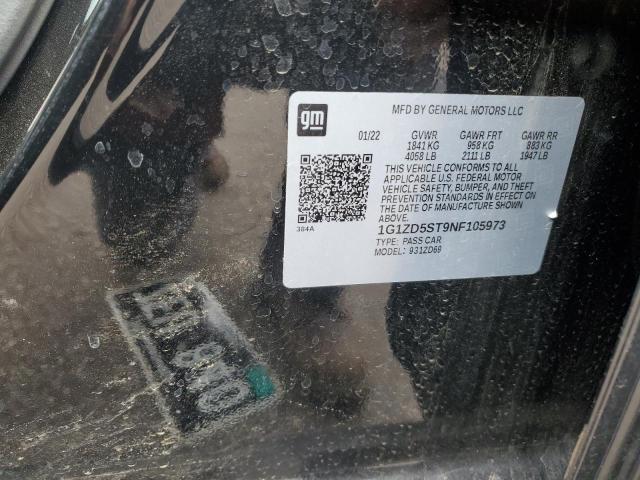 gm
MFD BY GENERAL MOTORS LLC
01/22 GVWR GAWR FRT GAWR RR
1841 KG 958 KG 883 KG
4058 LB 2111 LB 1947 LB
THIS VEHICLE CONFORMS TO ALL
APPLICABLE U.S. FEDERAL MOTOR
VEHICLE SAFETY, BUMPER, AND THEFT
PREVENTION STANDARDS IN EFFECT ON
THE DATE OF MANUFACTURE SHOWN
ABOVE.
384A
1G1ZD5ST9NF105973
TYPE: PASS CAR
MODEL: 931ZD69